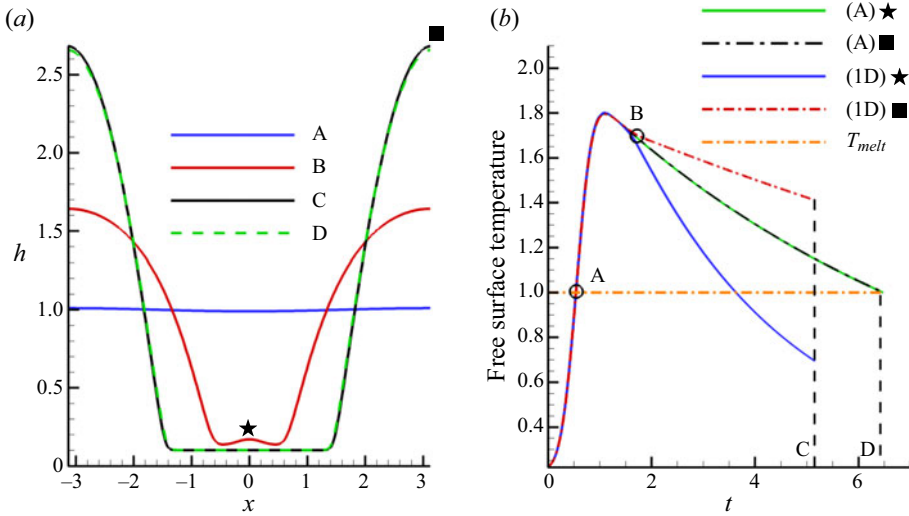 (a)
h
2.5
2.0
1.5
1.0
0.5
0
A
B
C
D
★
■
–3 –2 –1 0 1 2 3
x
(b)
Free surface temperature
2.0
1.8
1.6
1.4
1.2
1.0
0.8
0.6
0.4
(A) ★
(A) ■
(1D) ★
(1D) ■
T_melt
B
A
C
D
0 2 4 6
t